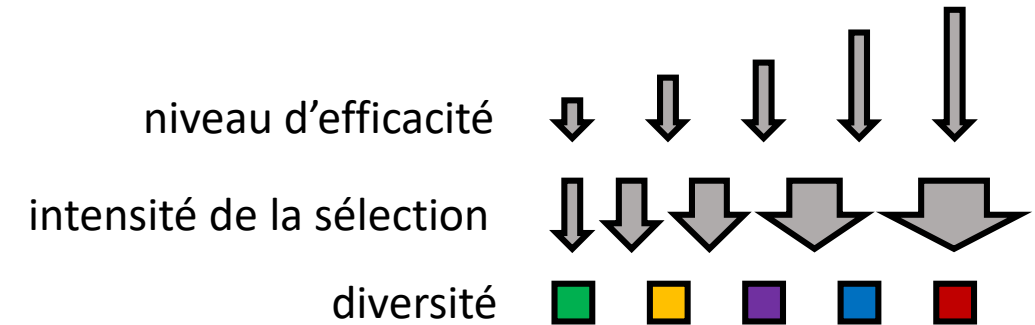 niveau d’efficacité
intensité de la sélection
diversité